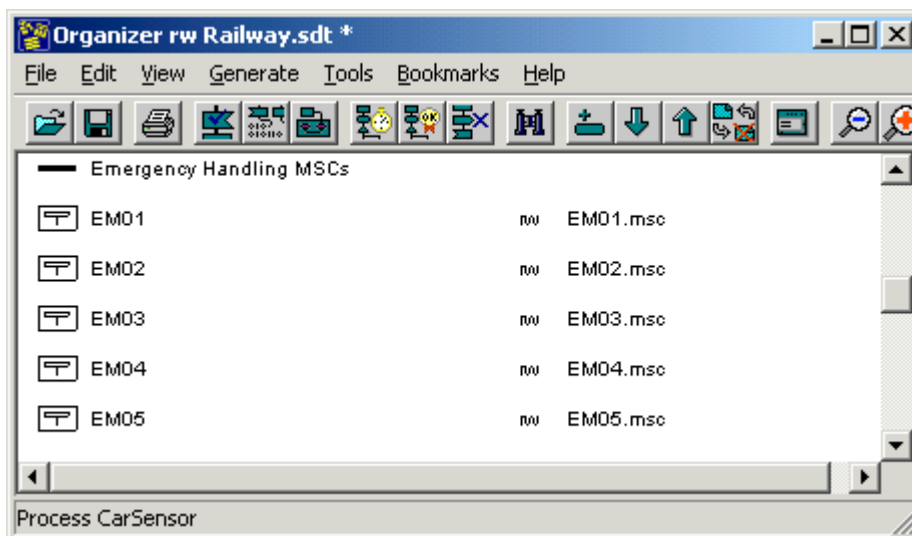 Organizer rw Railway.sdt *
File Edit View Generate Tools Bookmarks Help
Emergency Handling MSCs
EM01 rw EM01.msc
EM02 rw EM02.msc
EM03 rw EM03.msc
EM04 rw EM04.msc
EM05 rw EM05.msc
Process CarSensor